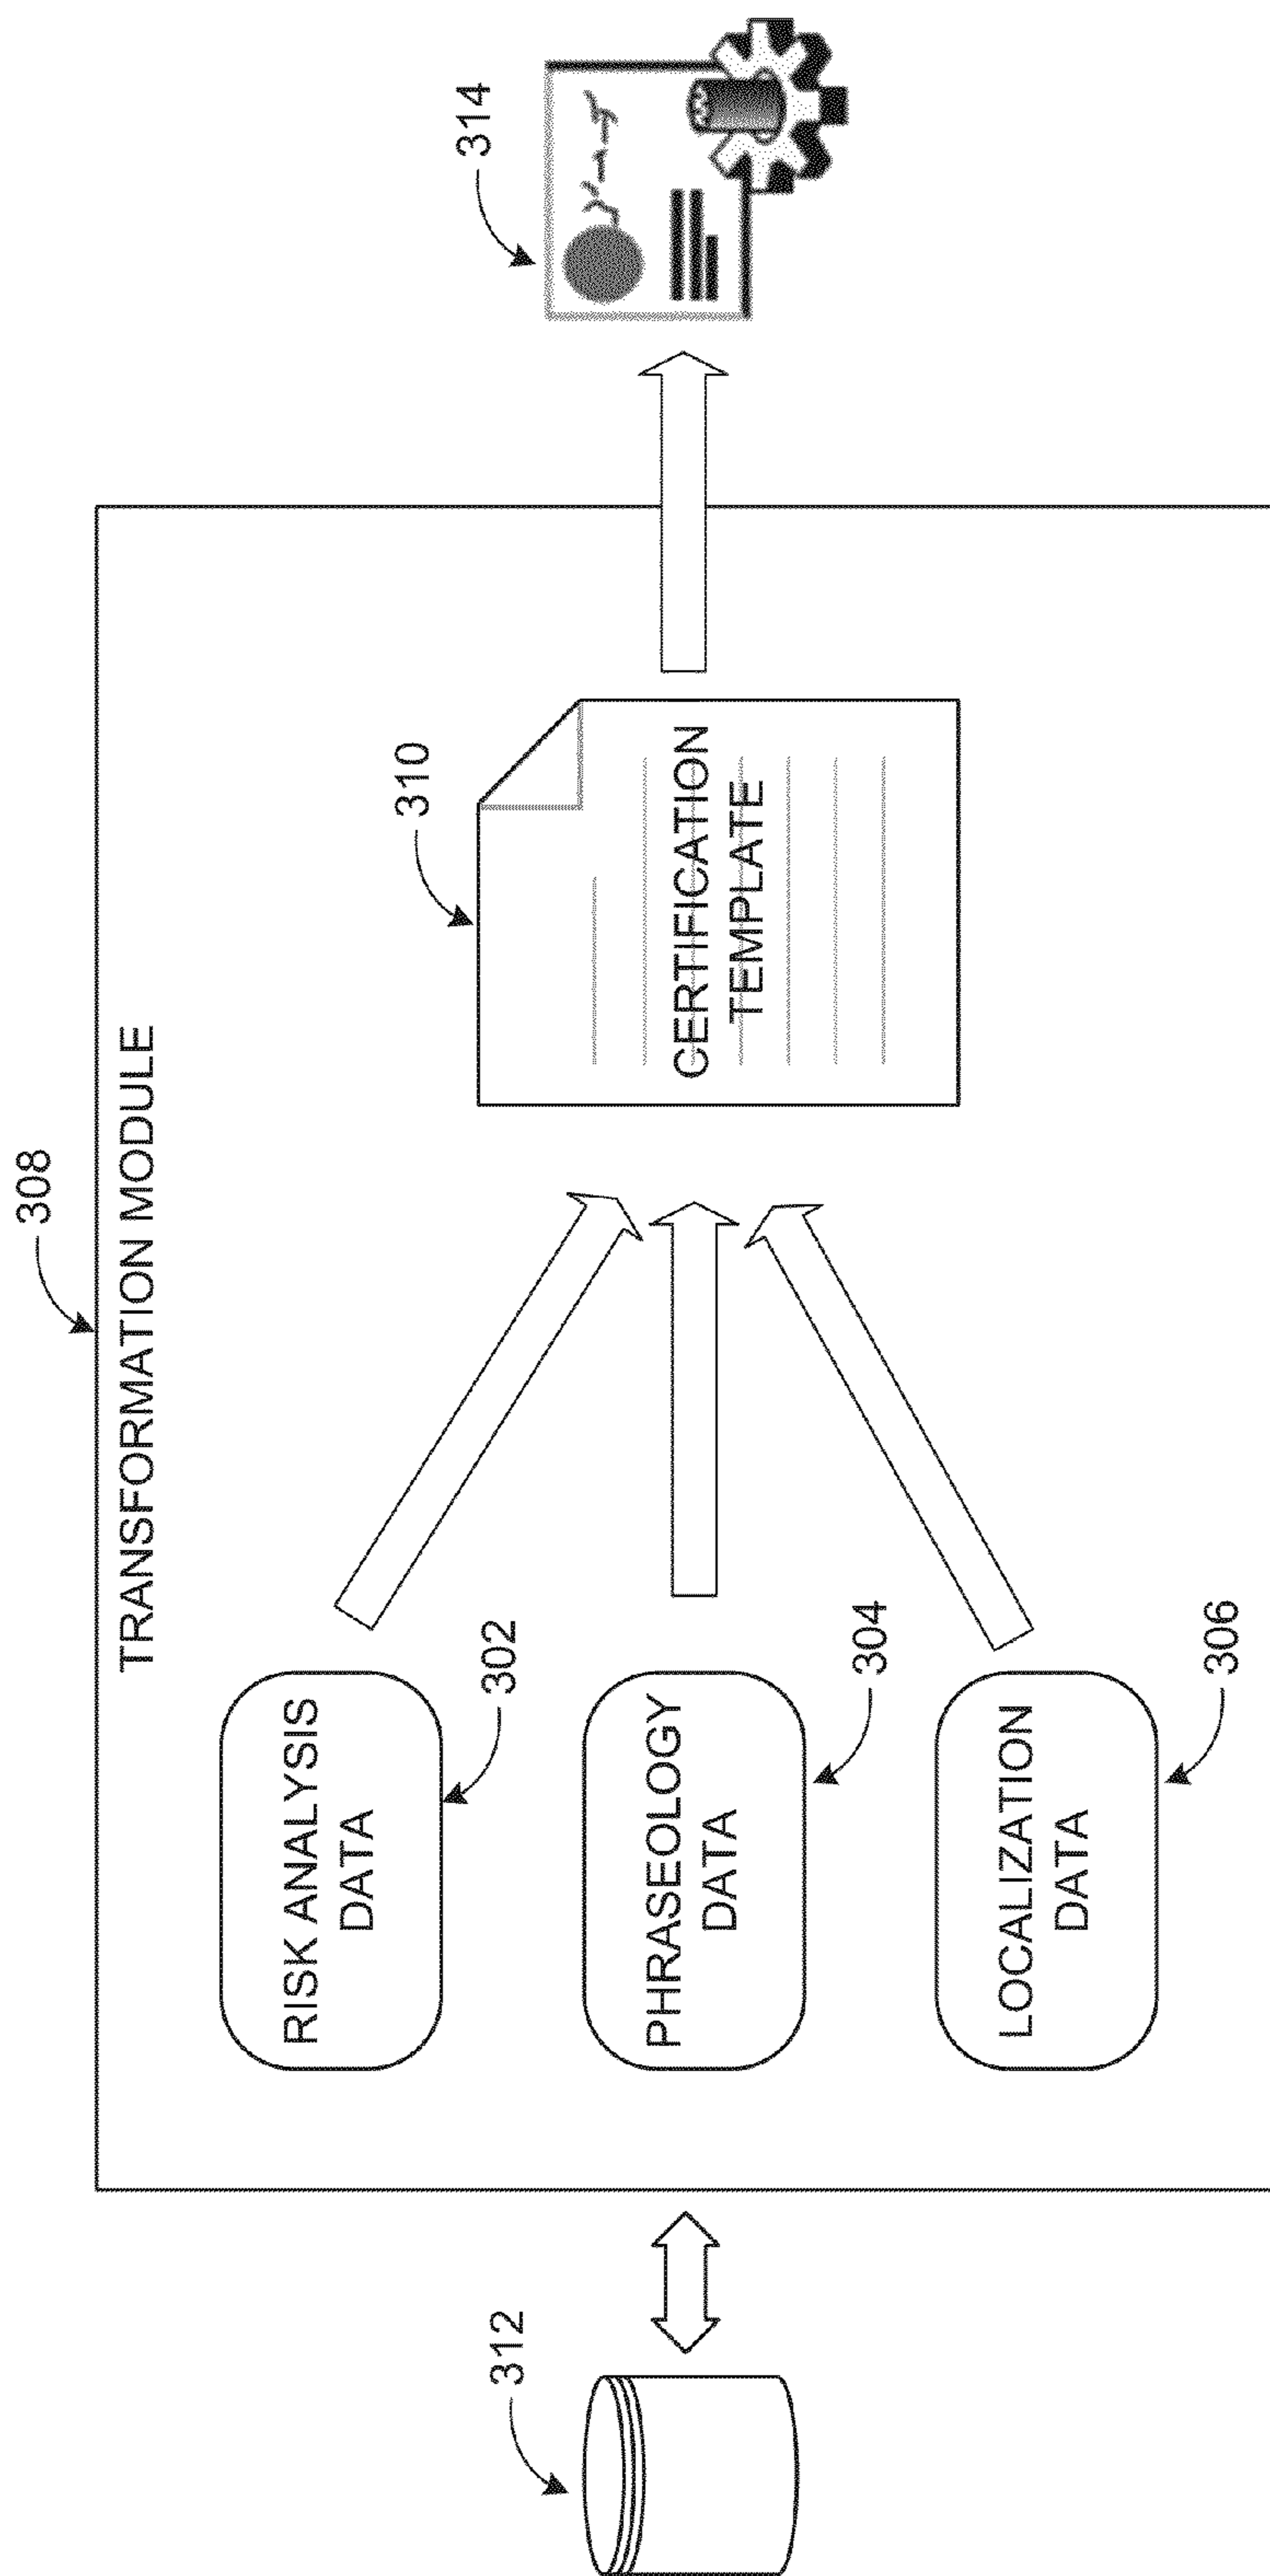 308
TRANSFORMATION MODULE
312
RISK ANALYSIS
DATA
302
PHRASEOLOGY
DATA
304
LOCALIZATION
DATA
306
310
CERTIFICATION
TEMPLATE
314